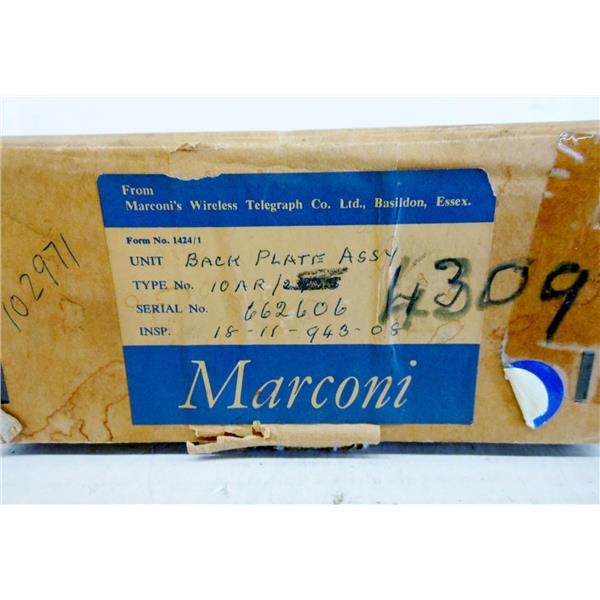 From
Marconi's Wireless Telegraph Co. Ltd., Basildon, Essex.
Form No. 1424/1
UNIT BACK PLATE ASSY
TYPE No. 10AR/
SERIAL No. 662606
INSP. 18-11-943-08
Marconi
4309
102971